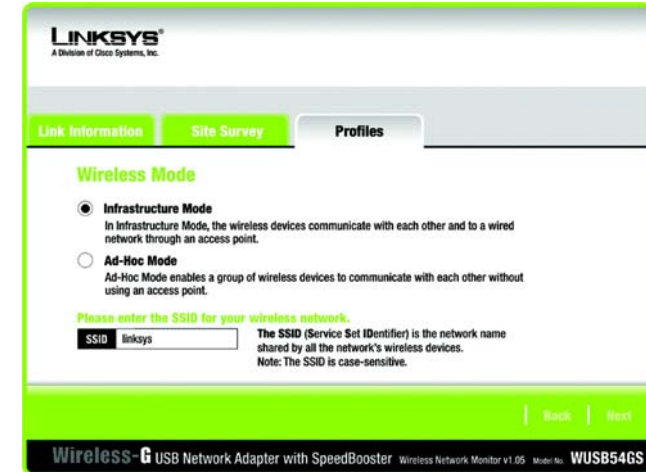 LINKSYS®
A Division of Cisco Systems, Inc.
Link Information Site Survey Profiles
Wireless Mode
Infrastructure Mode
In Infrastructure Mode, the wireless devices communicate with each other and to a wired
network through an access point.
Ad-Hoc Mode
Ad-Hoc Mode enables a group of wireless devices to communicate with each other without
using an access point.
Please enter the SSID for your wireless network.
SSID linksys
The SSID (Service Set IDentifier) is the network name
shared by all the network's wireless devices.
Note: The SSID is case-sensitive.
Back Next
Wireless-G USB Network Adapter with SpeedBooster Wireless Network Monitor v1.05 Model No. WUSB54GS